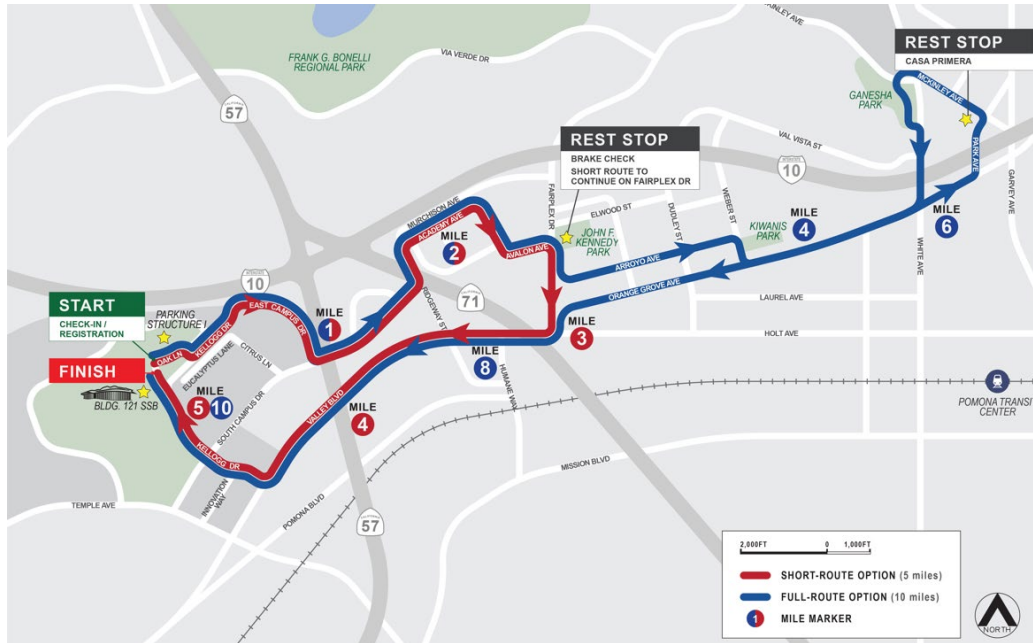 FRANK G. BONELLI
REGIONAL PARK
VIA VERDE DR
MCKINLEY AVE
REST STOP
CASA PRIMERA
CALIFORNIA
57
GANESHA
PARK
MCKINLEY AVE
PARK AVE
GARVEY AVE
VAL VISTA ST
INTERSTATE
10
REST STOP
BRAKE CHECK
SHORT ROUTE TO
CONTINUE ON FAIRPLEX DR
FAIRPLEX DR
ELWOOD ST
DUDLEY ST
WEBER ST
JOHN F.
KENNEDY
PARK
KIWANIS
PARK
MILE
4
MILE
6
WHITE AVE
MURCHISON AVE
ACADEMY AVE
MILE
2
AVALON AVE
ARROYO AVE
ORANGE GROVE AVE
LAUREL AVE
HOLT AVE
INTERSTATE
10
START
CHECK-IN /
REGISTRATION
PARKING
STRUCTURE I
OAK LN
KELLOGG DR
EAST CAMPUS DR
EUCALYPTUS LANE
CITRUS LN
MILE
1
RIDGEWAY ST
CALIFORNIA
71
MILE
3
MILE
8
HUMANE WAY
FINISH
BLDG. 121 SSB
MILE
5 10
SOUTH CAMPUS DR
KELLOGG DR
INNOVATION
WAY
VALLEY BLVD
MILE
4
POMONA TRANSIT
CENTER
TEMPLE AVE
POMONA BLVD
MISSION BLVD
CALIFORNIA
57
2,000FT 0 1,000FT
SHORT-ROUTE OPTION (5 miles)
FULL-ROUTE OPTION (10 miles)
1 MILE MARKER
NORTH